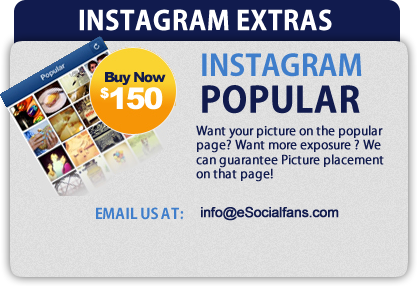 INSTAGRAM EXTRAS
Popular
Buy Now
$150
INSTAGRAM
POPULAR
Want your picture on the popular
page? Want more exposure ? We
can guarantee Picture placement
on that page!
EMAIL US AT: info@eSocialfans.com